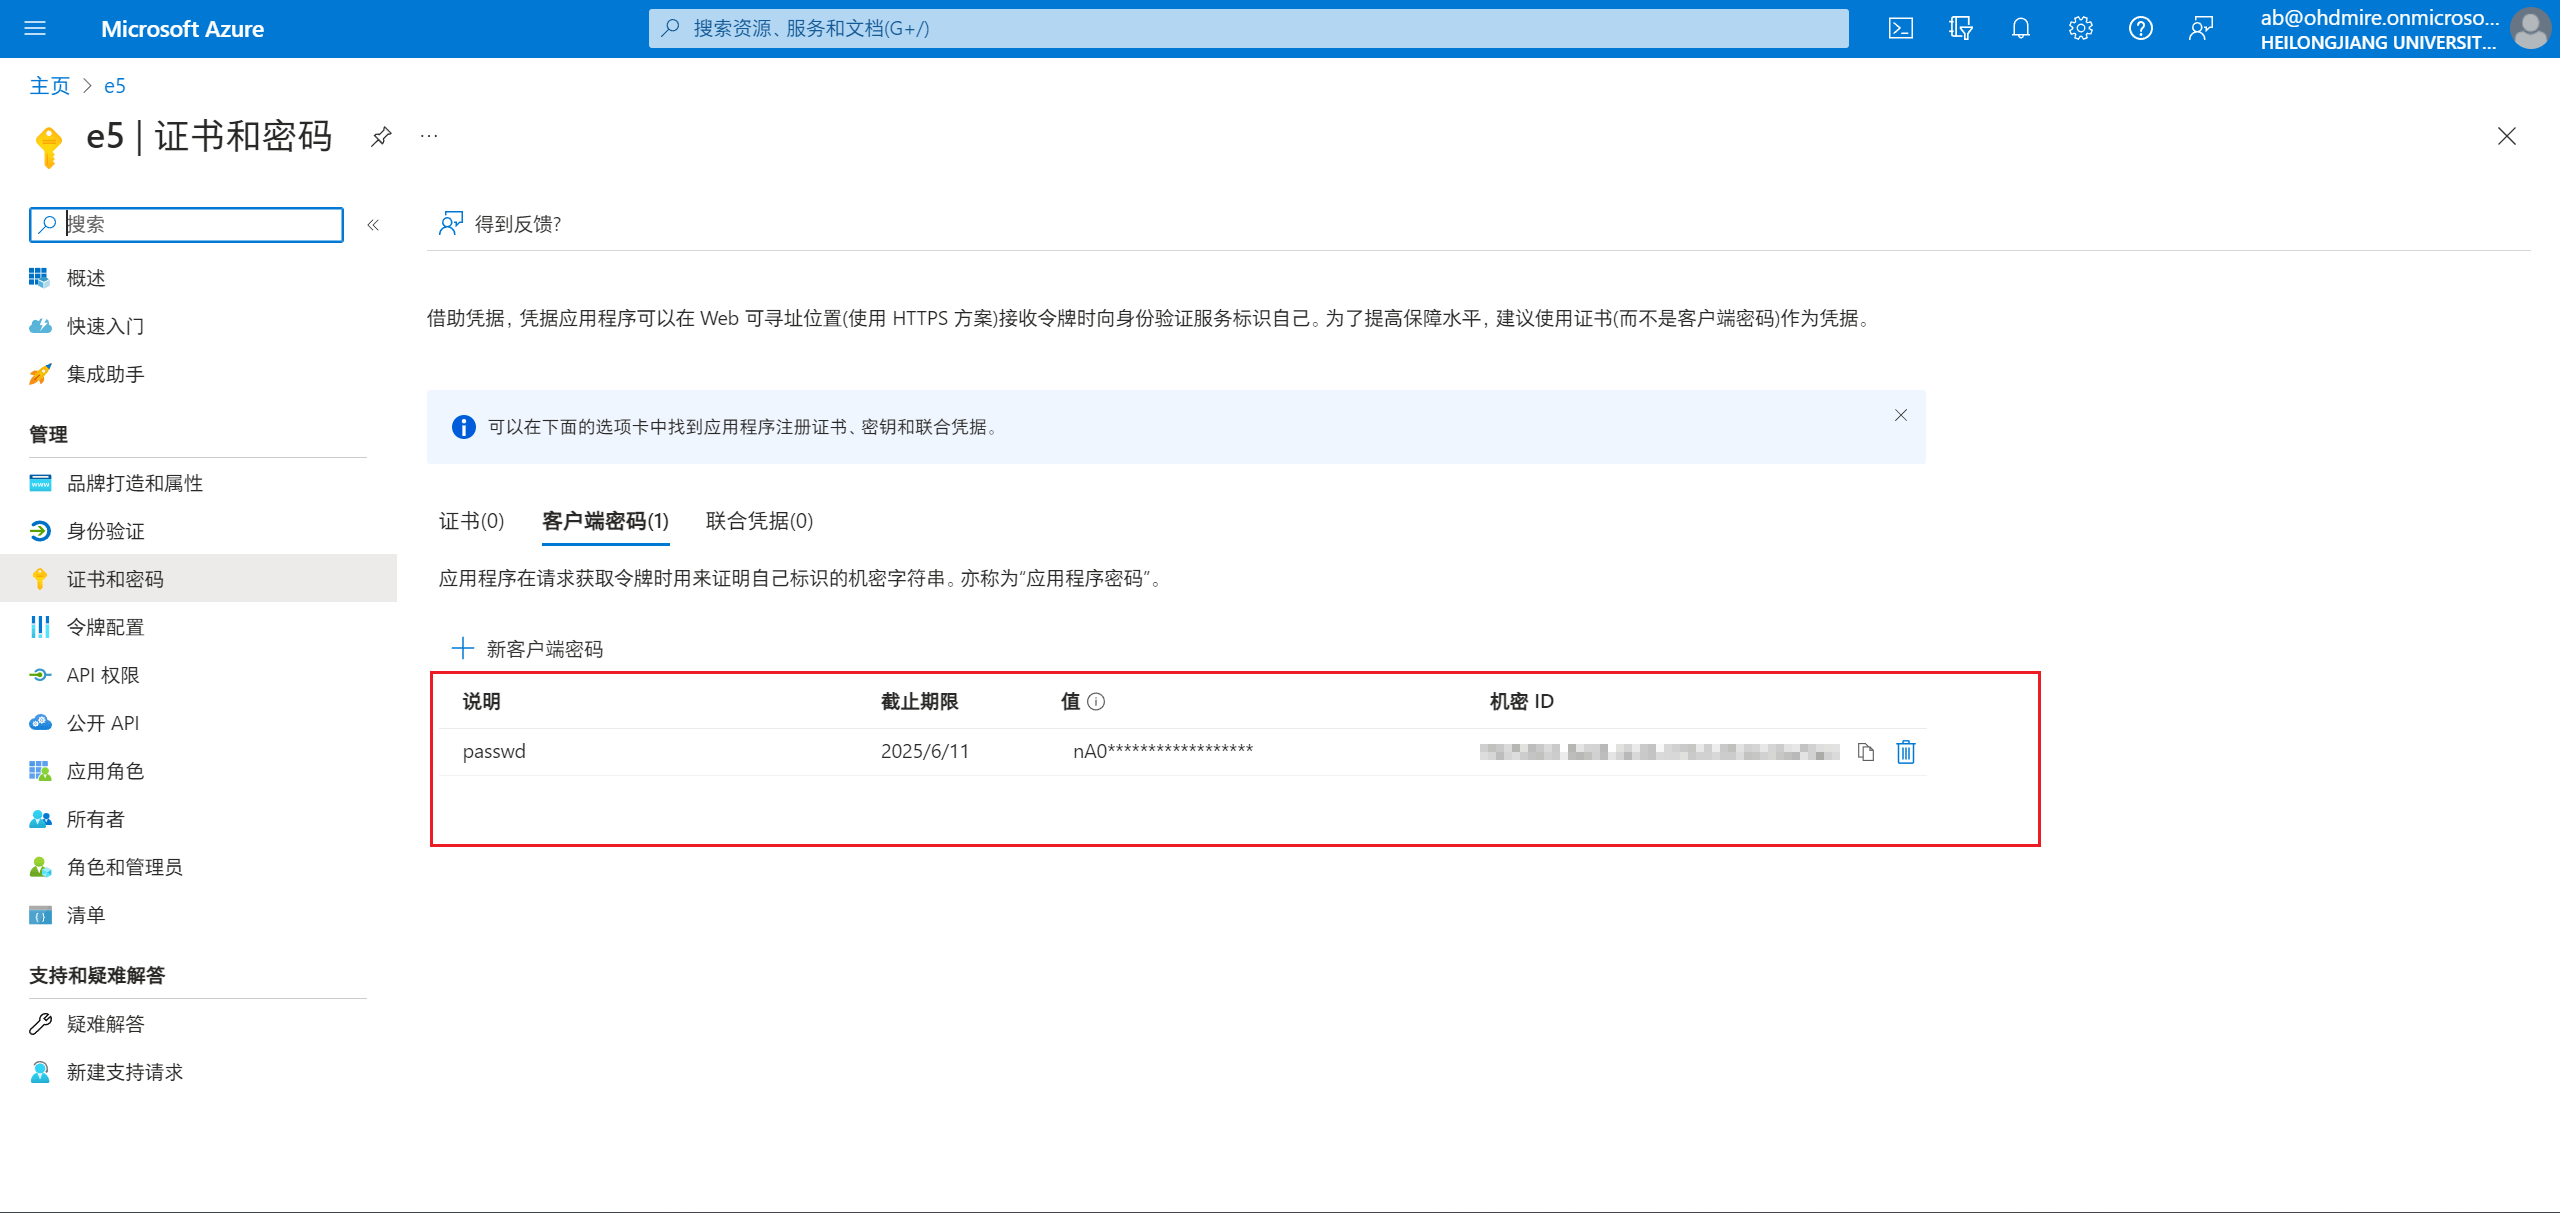 Microsoft Azure
搜索资源、服务和文档(G+/)
ab@ohdmire.onmicroso...
HEILONGJIANG UNIVERSIT...
主页 > e5
e5 | 证书和密码
搜索
得到反馈?
概述
快速入门
集成助手
管理
品牌打造和属性
身份验证
证书和密码
令牌配置
API 权限
公开 API
应用角色
所有者
角色和管理员
清单
支持和疑难解答
疑难解答
新建支持请求
借助凭据，凭据应用程序可以在 Web 可寻址位置(使用 HTTPS 方案)接收令牌时向身份验证服务标识自己。为了提高保障水平，建议使用证书(而不是客户端密码)作为凭据。
可以在下面的选项卡中找到应用程序注册证书、密钥和联合凭据。
证书(0) 客户端密码(1) 联合凭据(0)
应用程序在请求获取令牌时用来证明自己标识的机密字符串。亦称为“应用程序密码”。
新客户端密码
说明 截止期限 值 机密 ID
passwd 2025/6/11 nA0******************